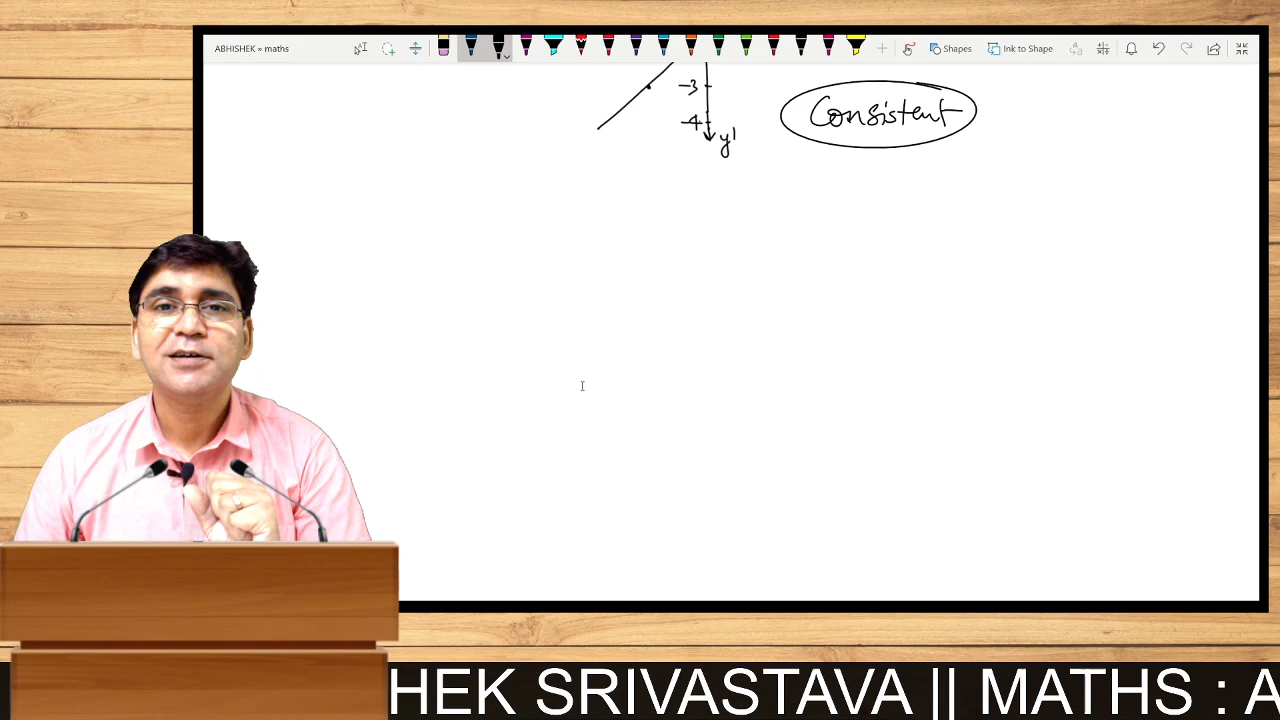 ABHISHEK » maths
Shapes
Ink to Shape
-3
-4
y'
Consistent
HEK SRIVASTAVA || MATHS : A